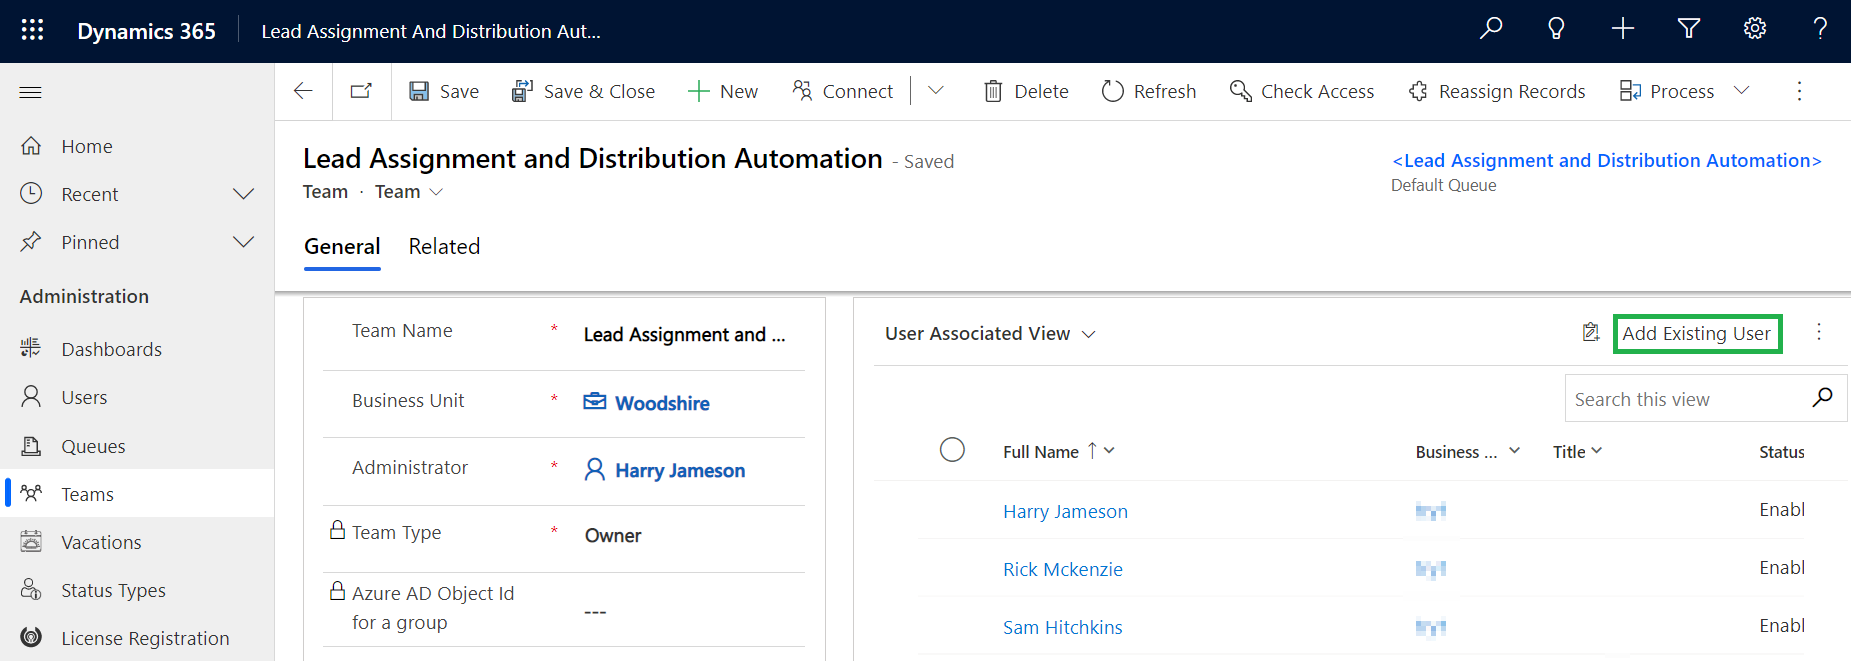 Dynamics 365
Lead Assignment And Distribution Aut...
Save
Save & Close
New
Connect
Delete
Refresh
Check Access
Reassign Records
Process
Home
Recent
Pinned
Administration
Dashboards
Users
Queues
Teams
Vacations
Status Types
License Registration
Lead Assignment and Distribution Automation - Saved
Team · Team
<Lead Assignment and Distribution Automation>
Default Queue
General Related
Team Name * Lead Assignment and ...
Business Unit * Woodshire
Administrator * Harry Jameson
Team Type * Owner
Azure AD Object Id
for a group ---
User Associated View
Add Existing User
Search this view
Full Name ↑ Business ... Title Status
Harry Jameson Enabl
Rick Mckenzie Enabl
Sam Hitchkins Enabl